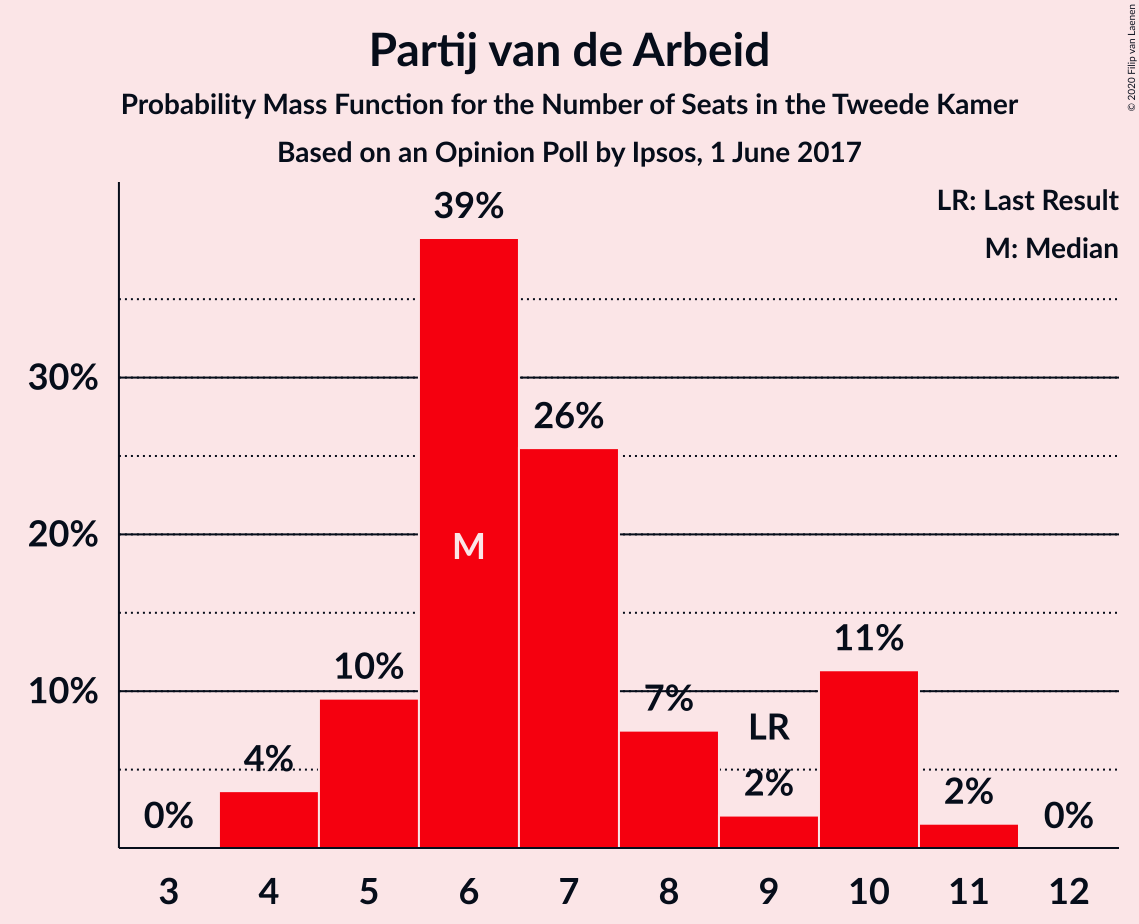 Partij van de Arbeid
Probability Mass Function for the Number of Seats in the Tweede Kamer
Based on an Opinion Poll by Ipsos, 1 June 2017
© 2020 Filip van Laenen
LR: Last Result
M: Median
39%
30%
26%
20%
M
11%
10%
10%
7%
LR
4%
2%
2%
0%
0%
3 4 5 6 7 8 9 10 11 12